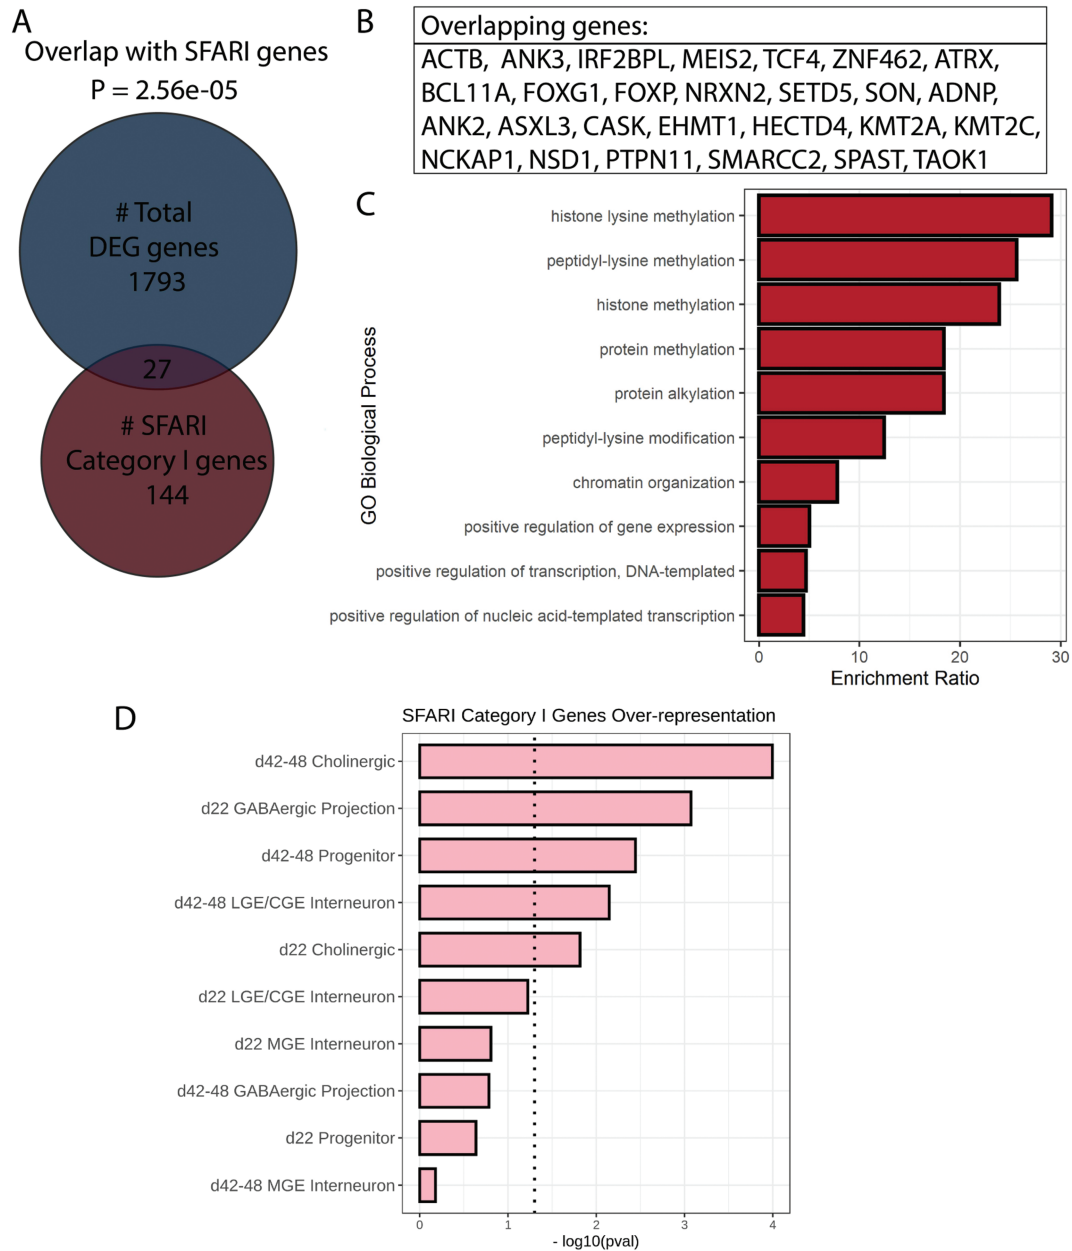 A
Overlap with SFARI genes
P = 2.56e-05
# Total
DEG genes
1793
27
# SFARI
Category I genes
144
B
Overlapping genes:
ACTB, ANK3, IRF2BPL, MEIS2, TCF4, ZNF462, ATRX,
BCL11A, FOXG1, FOXP, NRXN2, SETD5, SON, ADNP,
ANK2, ASXL3, CASK, EHMT1, HECTD4, KMT2A, KMT2C,
NCKAP1, NSD1, PTPN11, SMARCC2, SPAST, TAOK1
C
GO Biological Process
histone lysine methylation
peptidyl-lysine methylation
histone methylation
protein methylation
protein alkylation
peptidyl-lysine modification
chromatin organization
positive regulation of gene expression
positive regulation of transcription, DNA-templated
positive regulation of nucleic acid-templated transcription
0 10 20 30
Enrichment Ratio
D
SFARI Category I Genes Over-representation
d42-48 Cholinergic
d22 GABAergic Projection
d42-48 Progenitor
d42-48 LGE/CGE Interneuron
d22 Cholinergic
d22 LGE/CGE Interneuron
d22 MGE Interneuron
d42-48 GABAergic Projection
d22 Progenitor
d42-48 MGE Interneuron
0 1 2 3 4
- log10(pval)